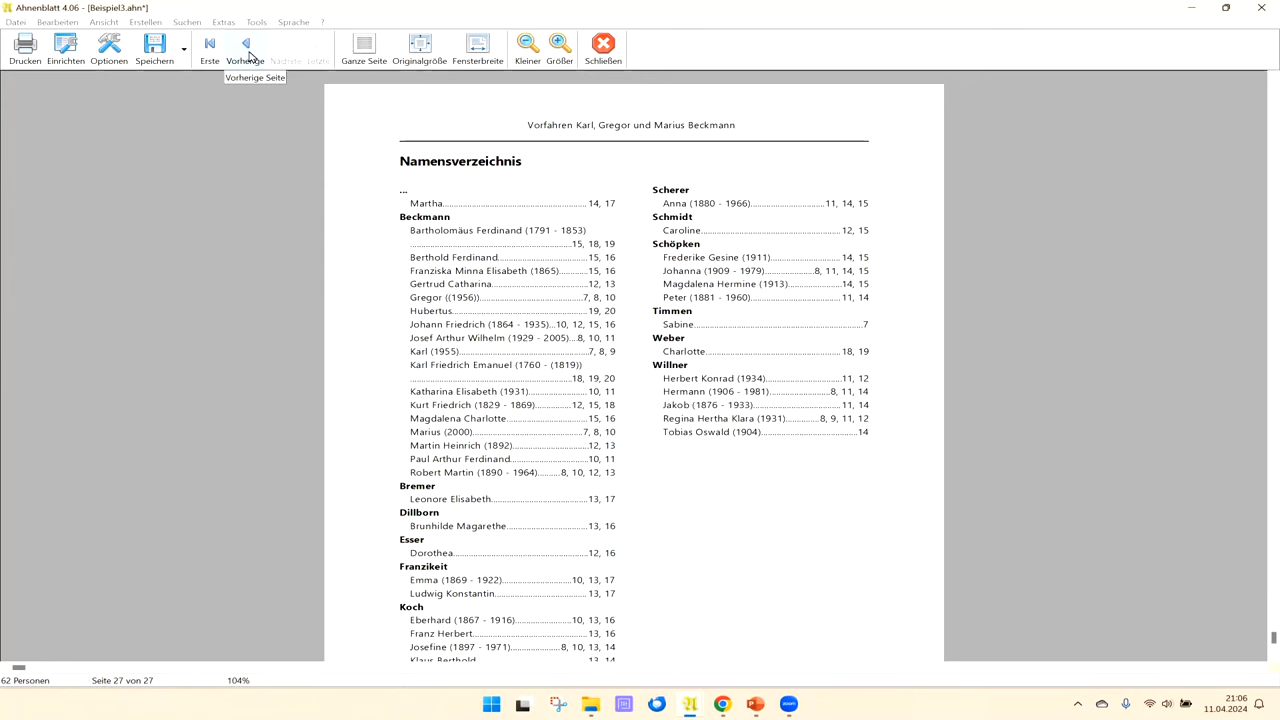 Ahnenblatt 4.06 - [Beispiel3.ahn*]
Datei Bearbeiten Ansicht Erstellen Suchen Extras Tools Sprache ?
Drucken Einrichten Optionen Speichern Erste Vorherige Nächste Letzte Ganze Seite Originalgröße Fensterbreite Kleiner Größer Schließen
Vorherige Seite
Vorfahren Karl, Gregor und Marius Beckmann
Namensverzeichnis
...
Martha 14, 17
Beckmann
Bartholomäus Ferdinand (1791 - 1853)
15, 18, 19
Berthold Ferdinand 15, 16
Franziska Minna Elisabeth (1865) 15, 16
Gertrud Catharina 12, 13
Gregor ((1956)) 7, 8, 10
Hubertus 19, 20
Johann Friedrich (1864 - 1935) 10, 12, 15, 16
Josef Arthur Wilhelm (1929 - 2005) 8, 10, 11
Karl (1955) 7, 8, 9
Karl Friedrich Emanuel (1760 - (1819))
18, 19, 20
Katharina Elisabeth (1931) 10, 11
Kurt Friedrich (1829 - 1869) 12, 15, 18
Magdalena Charlotte 15, 16
Marius (2000) 7, 8, 10
Martin Heinrich (1892) 12, 13
Paul Arthur Ferdinand 10, 11
Robert Martin (1890 - 1964) 8, 10, 12, 13
Bremer
Leonore Elisabeth 13, 17
Dillborn
Brunhilde Magarethe 13, 16
Esser
Dorothea 12, 16
Franzikeit
Emma (1869 - 1922) 10, 13, 17
Ludwig Konstantin 13, 17
Koch
Eberhard (1867 - 1916) 10, 13, 16
Franz Herbert 13, 16
Josefine (1897 - 1971) 8, 10, 13, 14
Klaus Berthold 13, 14
Scherer
Anna (1880 - 1966) 11, 14, 15
Schmidt
Caroline 12, 15
Schöpken
Frederike Gesine (1911) 14, 15
Johanna (1909 - 1979) 8, 11, 14, 15
Magdalena Hermine (1913) 14, 15
Peter (1881 - 1960) 11, 14
Timmen
Sabine 7
Weber
Charlotte 18, 19
Willner
Herbert Konrad (1934) 11, 12
Hermann (1906 - 1981) 8, 11, 14
Jakob (1876 - 1933) 11, 14
Regina Hertha Klara (1931) 8, 9, 11, 12
Tobias Oswald (1904) 14
62 Personen Seite 27 von 27 104%
zoom
21:06
11.04.2024